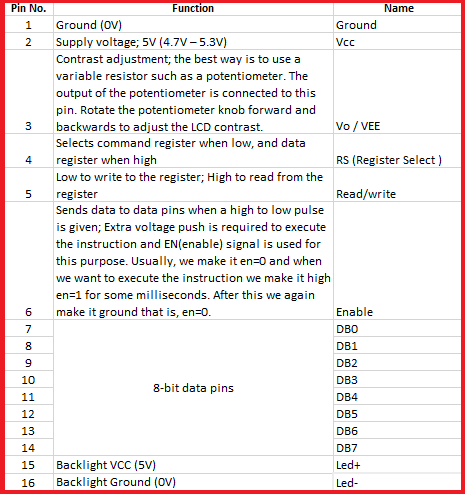 Pin No. Function Name
1 Ground (0V) Ground
2 Supply voltage; 5V (4.7V – 5.3V) Vcc
Contrast adjustment; the best way is to use a
variable resistor such as a potentiometer. The
output of the potentiometer is connected to this
pin. Rotate the potentiometer knob forward and
3 backwards to adjust the LCD contrast. Vo / VEE
Selects command register when low, and data
4 register when high RS (Register Select )
Low to write to the register; High to read from the
5 register Read/write
Sends data to data pins when a high to low pulse
is given; Extra voltage push is required to execute
the instruction and EN(enable) signal is used for
this purpose. Usually, we make it en=0 and when
we want to execute the instruction we make it high
en=1 for some milliseconds. After this we again
6 make it ground that is, en=0. Enable
7 DB0
8 DB1
9 DB2
10 DB3
8-bit data pins
11 DB4
12 DB5
13 DB6
14 DB7
15 Backlight VCC (5V) Led+
16 Backlight Ground (0V) Led-